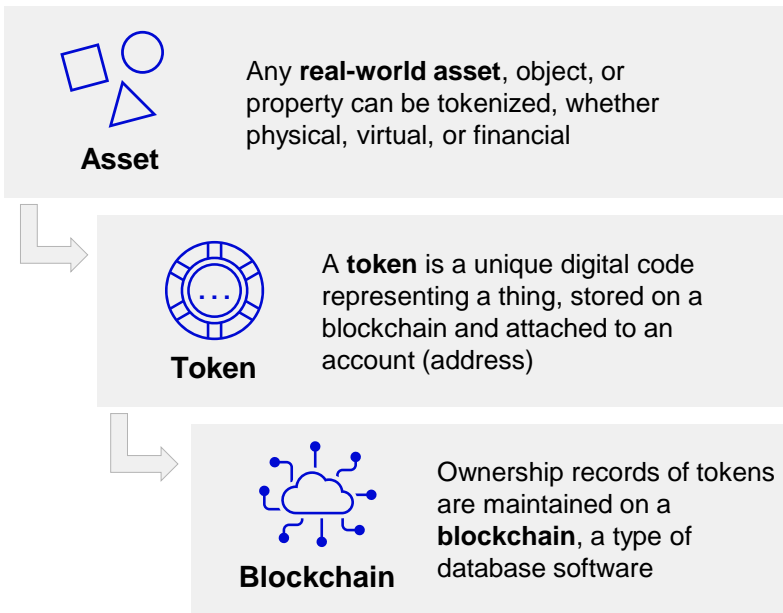 Any real-world asset, object, or
property can be tokenized, whether
physical, virtual, or financial
Asset
A token is a unique digital code
representing a thing, stored on a
blockchain and attached to an
account (address)
...
Token
Ownership records of tokens
are maintained on a
blockchain, a type of
database software
Blockchain